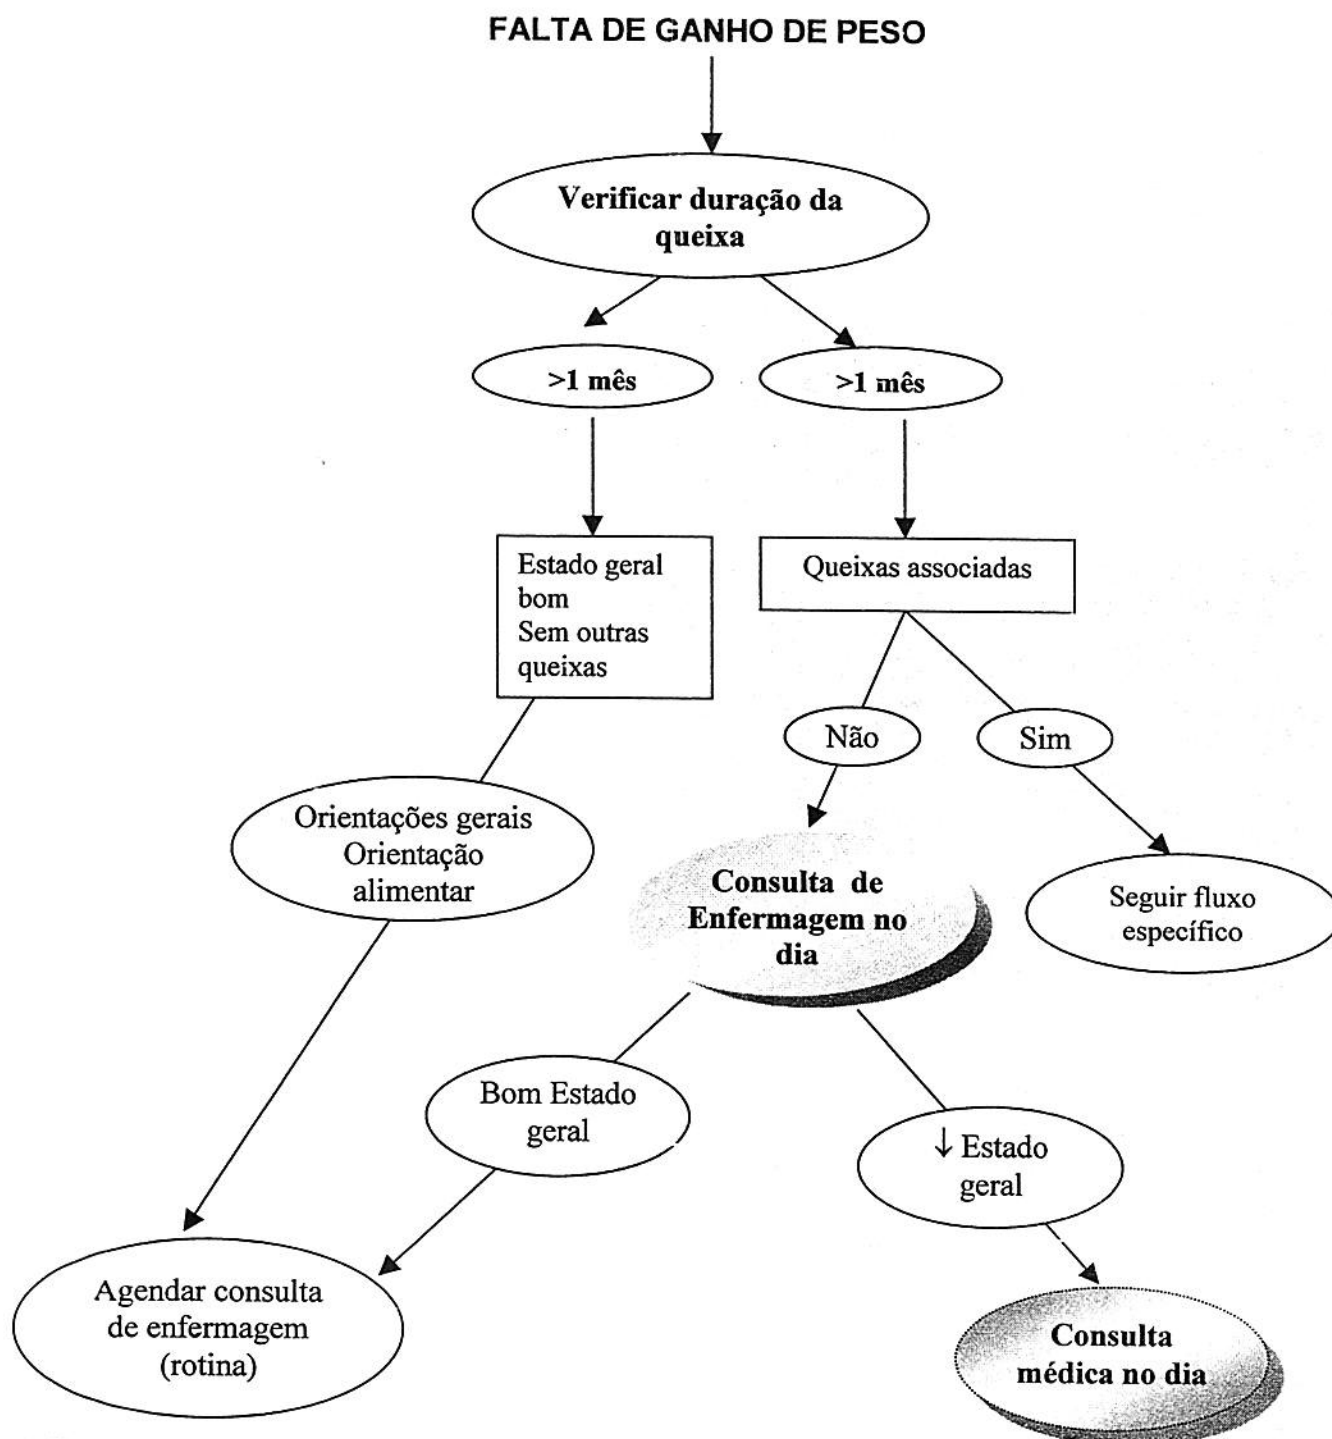 FALTA DE GANHO DE PESO
Verificar duração da
queixa
>1 mês
>1 mês
Estado geral
bom
Sem outras
queixas
Queixas associadas
Não
Sim
Orientações gerais
Orientação
alimentar
Consulta de
Enfermagem no
dia
Seguir fluxo
específico
Bom Estado
geral
↓ Estado
geral
Agendar consulta
de enfermagem
(rotina)
Consulta
médica no dia